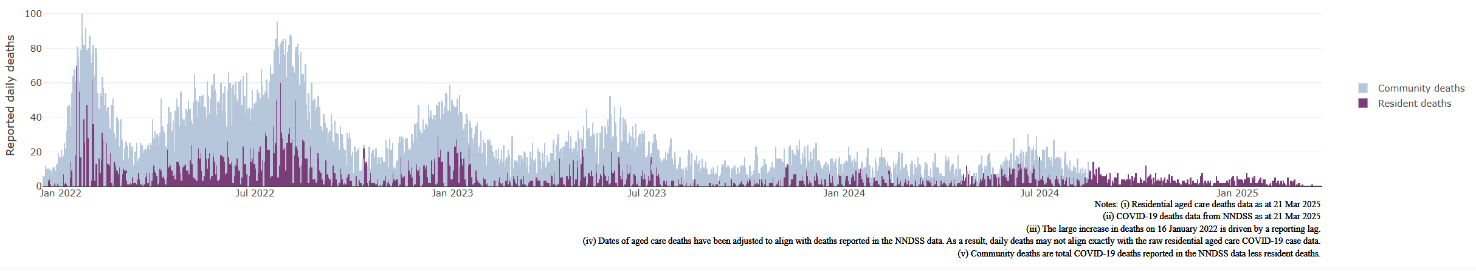 Reported daily deaths
100
80
60
40
20
0
Jan 2022 Jul 2022 Jan 2023 Jul 2023 Jan 2024 Jul 2024 Jan 2025
Community deaths
Resident deaths
Notes: (i) Residential aged care deaths data as at 21 Mar 2025
(ii) COVID-19 deaths data from NNDSS as at 21 Mar 2025
(iii) The large increase in deaths on 16 January 2022 is driven by a reporting lag.
(iv) Dates of aged care deaths have been adjusted to align with deaths reported in the NNDSS data. As a result, daily deaths may not align exactly with the raw residential aged care COVID-19 case data.
(v) Community deaths are total COVID-19 deaths reported in the NNDSS data less resident deaths.